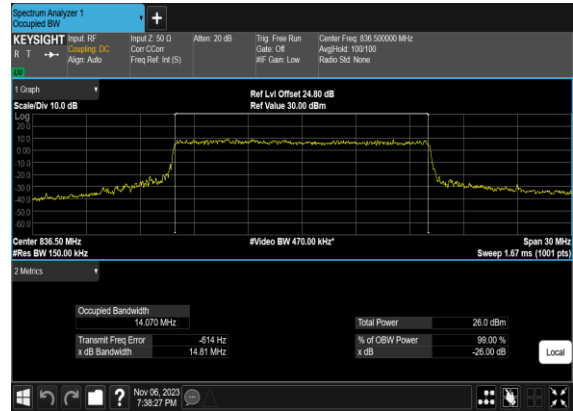 Spectrum Analyzer 1
Occupied BW
+
KEYSIGHT Input: RF Input Z: 50 Ω Atten: 20 dB Trig: Free Run Center Freq: 836.500000 MHz
R T Coupling: DC Corr CCorr Gate: Off Avg|Hold: 100/100
Align: Auto Freq Ref: Int (S) #IF Gain: Low Radio Std: None
LW
1 Graph
Ref Lvl Offset 24.80 dB
Scale/Div 10.0 dB Ref Value 30.00 dBm
Log
20.0
10.0
0.00
-10.0
-20.0
-30.0
-40.0
-50.0
-60.0
Center 836.50 MHz #Video BW 470.00 kHz* Span 30 MHz
#Res BW 150.00 kHz Sweep 1.67 ms (1001 pts)
2 Metrics
Occupied Bandwidth
14.070 MHz Total Power 26.0 dBm
Transmit Freq Error -614 Hz % of OBW Power 99.00 %
x dB Bandwidth 14.81 MHz x dB -26.00 dB
Local
? Nov 06, 2023
7:38:27 PM